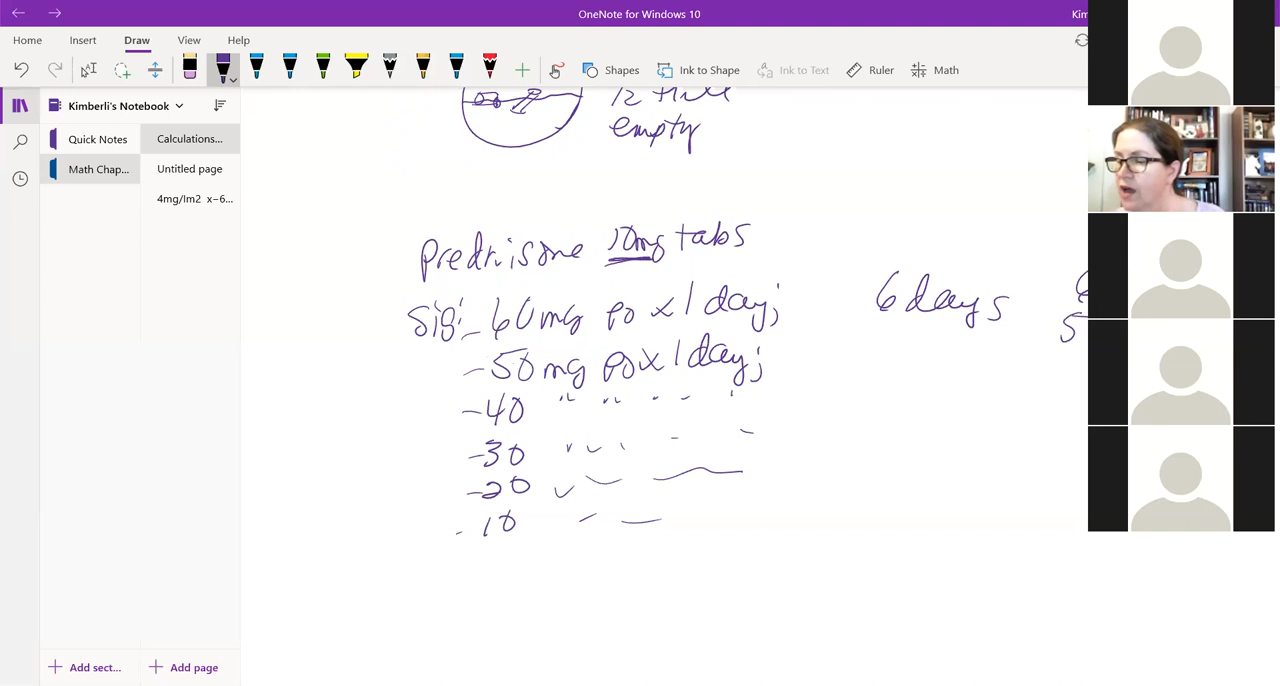 OneNote for Windows 10
Kim
Home Insert Draw View Help
Shapes Ink to Shape Ink to Text Ruler Math
Kimberli's Notebook
Quick Notes
Math Chap...
Calculations...
Untitled page
4mg/lm2 x-6...
1/2 full
empty
Prednisone 10mg tabs
Sig: - 60mg po x 1 day; 6 days 6
- 50 mg po x 1 day; 5
- 40 " " " " "
- 30 " "
- 20
- 10
Add sect... Add page